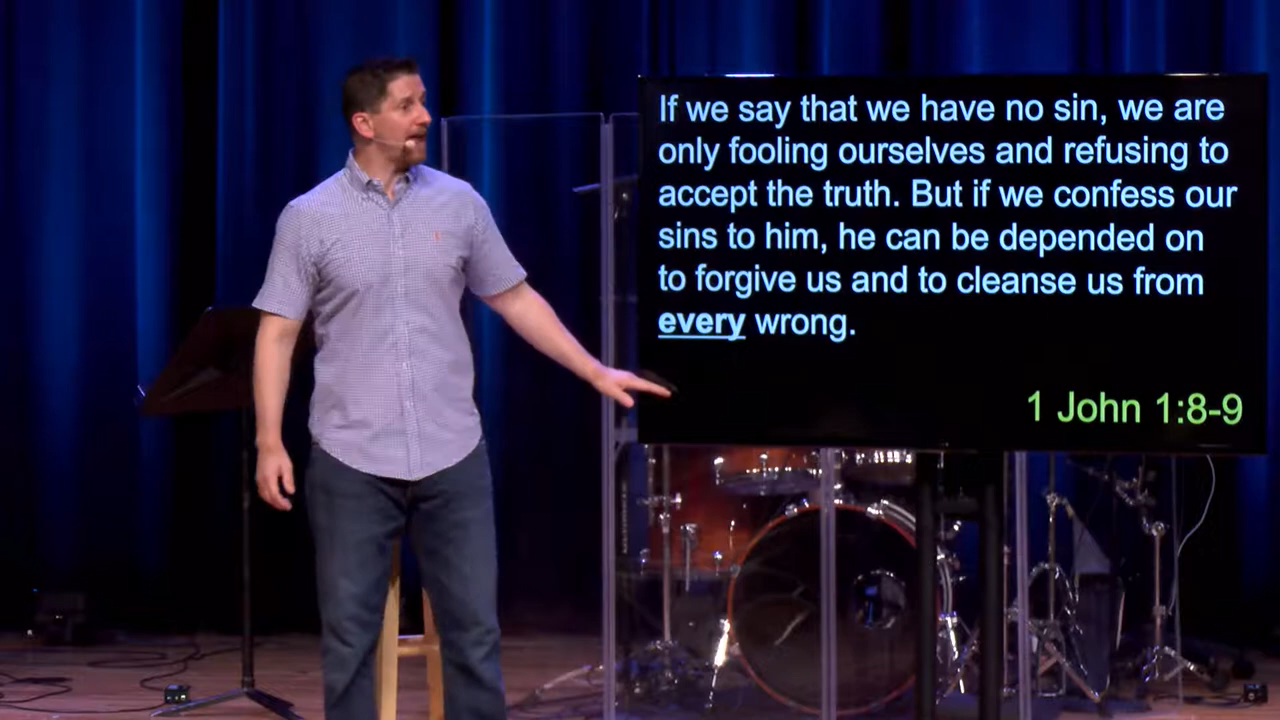 If we say that we have no sin, we are
only fooling ourselves and refusing to
accept the truth. But if we confess our
sins to him, he can be depended on
to forgive us and to cleanse us from
every wrong.
1 John 1:8-9